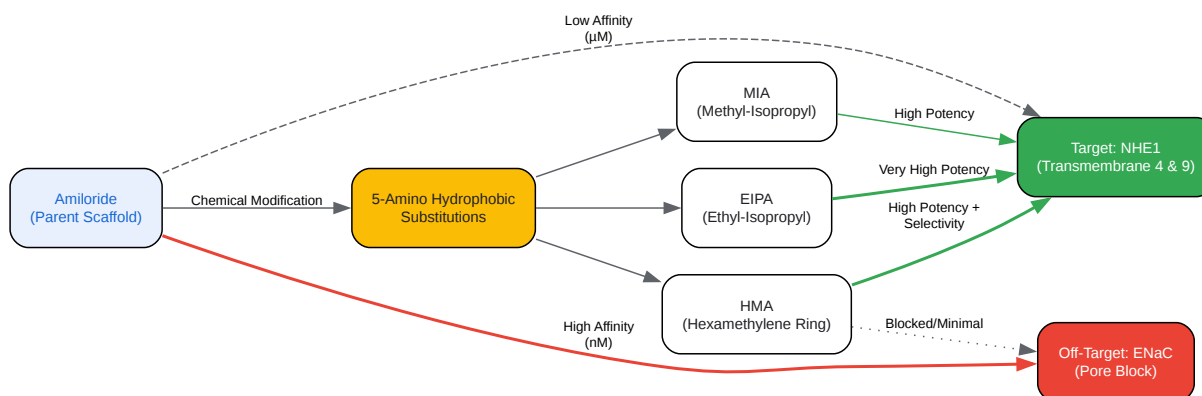 Low Affinity
(µM)
MIA
(Methyl-Isopropyl)
High Potency
Target: NHE1
(Transmembrane 4 & 9)
Amiloride
(Parent Scaffold)
Chemical Modification
5-Amino Hydrophobic
Substitutions
EIPA
(Ethyl-Isopropyl)
Very High Potency
High Potency +
Selectivity
HMA
(Hexamethylene Ring)
Blocked/Minimal
High Affinity
(nM)
Off-Target: ENaC
(Pore Block)